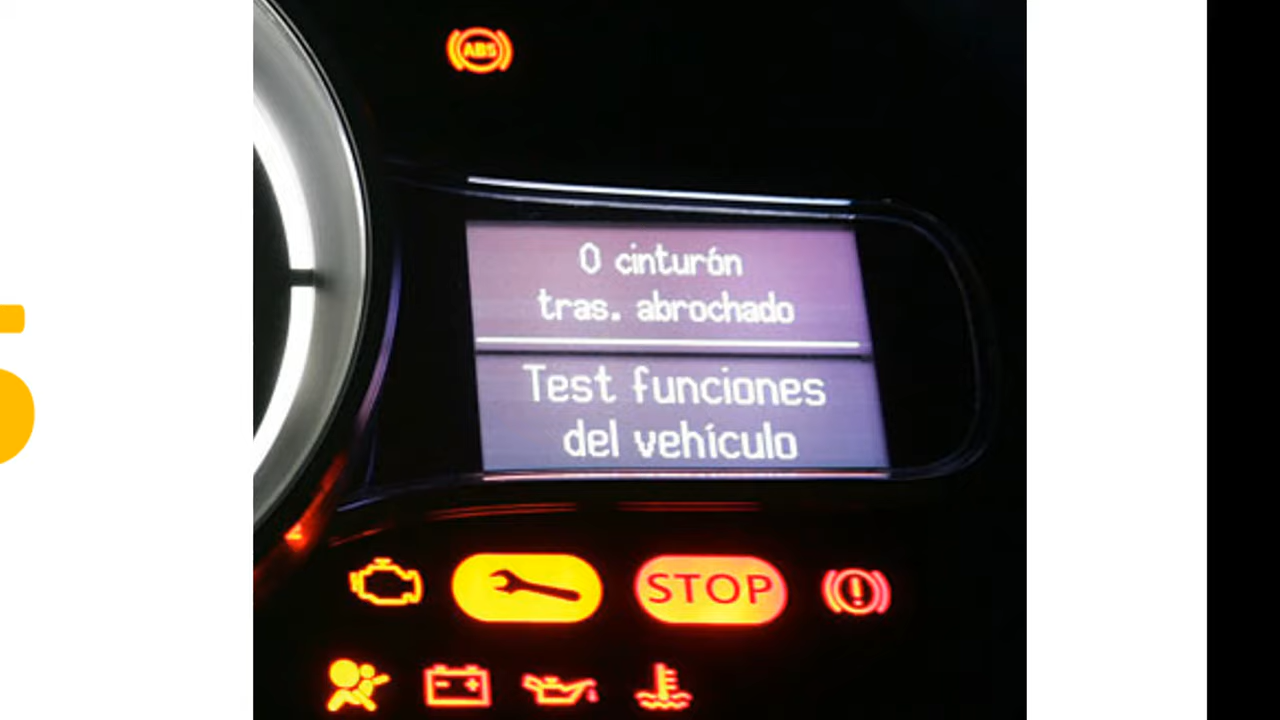 ABS
0 cinturón
tras. abrochado
Test funciones
del vehículo
STOP